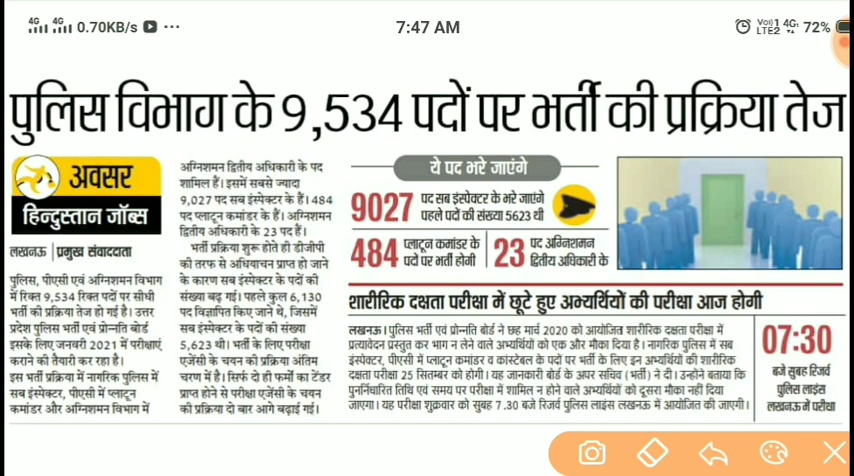 4G 4G 0.70KB/s ... 7:47 AM Vo)) 1 4G 72%
LTE2
पुलिस विभाग के 9,534 पदों पर भर्ती की प्रक्रिया तेज
अवसर
हिन्दुस्तान जॉब्स
लखनऊ | प्रमुख संवाददाता
पुलिस, पीएसी एवं अग्निशमन विभाग
में रिक्त 9,534 रिक्त पदों पर सीधी
भर्ती की प्रक्रिया तेज हो गई है। उत्तर
प्रदेश पुलिस भर्ती एवं प्रोन्नति बोर्ड
इसके लिए जनवरी 2021 में परीक्षाएं
कराने की तैयारी कर रहा है।
इस भर्ती प्रक्रिया में नागरिक पुलिस में
सब इंस्पेक्टर, पीएसी में प्लाटून
कमांडर और अग्निशमन विभाग में
अग्निशमन द्वितीय अधिकारी के पद
शामिल हैं। इसमें सबसे ज्यादा
9,027 पद सब इंस्पेक्टर के हैं। 484
पद प्लाटून कमांडर के हैं। अग्निशमन
द्वितीय अधिकारी के 23 पद हैं।
भर्ती प्रक्रिया शुरू होते ही डीजीपी
की तरफ से अधियाचन प्राप्त हो जाने
के कारण सब इंस्पेक्टर के पदों की
संख्या बढ़ गई। पहले कुल 6,130
पद विज्ञापित किए जाने थे, जिसमें
सब इंस्पेक्टर के पदों की संख्या
5,623 थी। भर्ती के लिए परीक्षा
एजेंसी के चयन की प्रक्रिया अंतिम
चरण में है। सिर्फ दो ही फर्मों का टेंडर
प्राप्त होने से परीक्षा एजेंसी के चयन
की प्रक्रिया दो बार आगे बढ़ाई गई।
ये पद भरे जाएंगे
9027 पद सब इंस्पेक्टर के भरे जाएंगे
पहले पदों की संख्या 5623 थी
484 प्लाटून कमांडर के
पदों पर भर्ती होगी
23 पद अग्निशमन
द्वितीय अधिकारी के
शारीरिक दक्षता परीक्षा में छूटे हुए अभ्यर्थियों की परीक्षा आज होगी
लखनऊ। पुलिस भर्ती एवं प्रोन्नति बोर्ड ने छह मार्च 2020 को आयोजित शारीरिक दक्षता परीक्षा में
प्रत्यावेदन प्रस्तुत कर भाग न लेने वाले अभ्यर्थियों को एक और मौका दिया है। नागरिक पुलिस में सब
इंस्पेक्टर, पीएसी में प्लाटून कमांडर व कांस्टेबल के पदों पर भर्ती के लिए इन अभ्यर्थियों की शारीरिक
दक्षता परीक्षा 25 सितम्बर को होगी। यह जानकारी बोर्ड के अपर सचिव (भर्ती) ने दी। उन्होंने बताया कि
पुनर्निधारित तिथि एवं समय पर परीक्षा में शामिल न होने वाले अभ्यर्थियों को दूसरा मौका नहीं दिया
जाएगा। यह परीक्षा शुक्रवार को सुबह 7.30 बजे रिजर्व पुलिस लाइंस लखनऊ में आयोजित की जाएगी।
07:30
बजे सुबह रिजर्व
पुलिस लाइंस
लखनऊ में परीक्षा